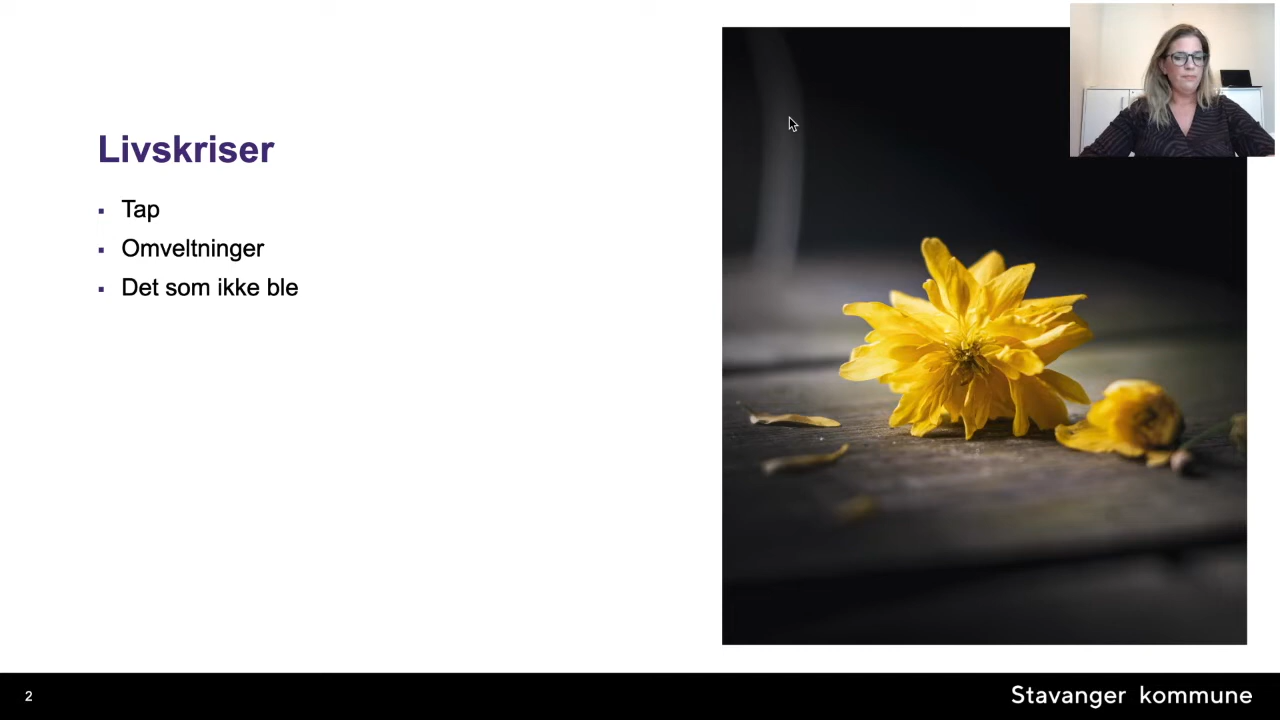 Livskriser
Tap
Omveltninger
Det som ikke ble
2
Stavanger kommune